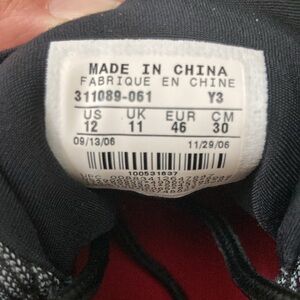 MADE IN CHINA
FABRIQUE EN CHINE
311089-061 Y3
US UK EUR CM
12 11 46 30
09/13/06 11/29/06
100531637